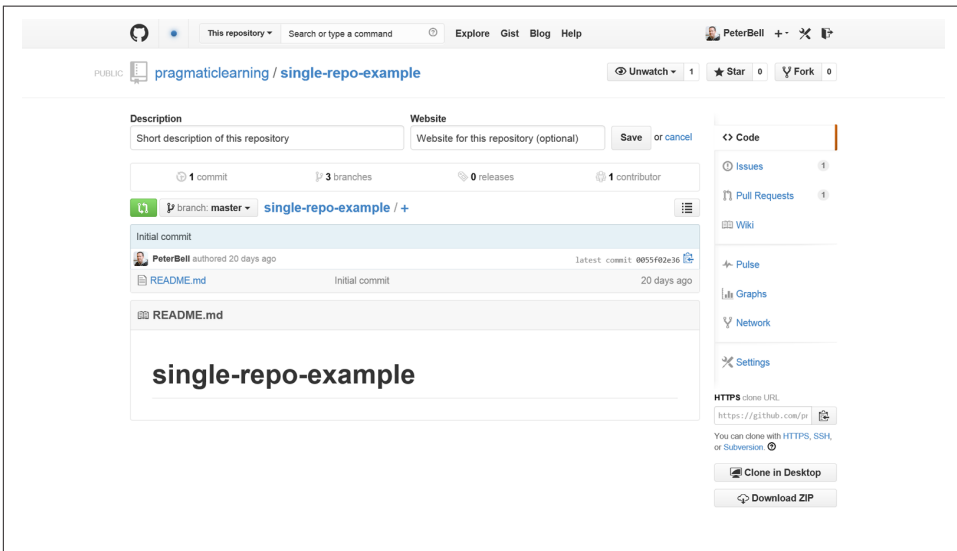 This repository Search or type a command Explore Gist Blog Help PeterBell +
PUBLIC pragmaticlearning / single-repo-example Unwatch 1 Star 0 Fork 0
Description Website
Short description of this repository Website for this repository (optional) Save or cancel
1 commit 3 branches 0 releases 1 contributor
branch: master single-repo-example / +
Initial commit
PeterBell authored 20 days ago latest commit 0055f02e36
README.md Initial commit 20 days ago
README.md
single-repo-example
<> Code
Issues 1
Pull Requests 1
Wiki
Pulse
Graphs
Network
Settings
HTTPS clone URL
https://github.com/pr
You can clone with HTTPS, SSH,
or Subversion.
Clone in Desktop
Download ZIP